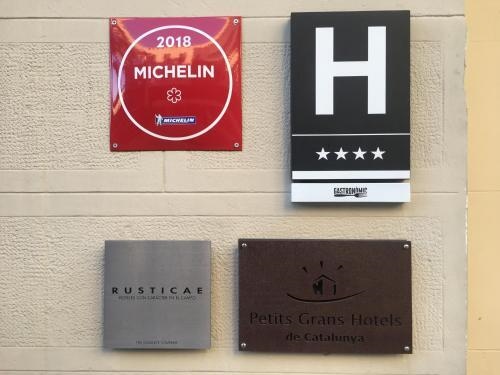 2018
MICHELIN
MICHELIN
H
GASTRONÒMIC
RUSTICAE
HOTELES CON CARÁCTER EN EL CAMPO
Petits Grans Hotels
de Catalunya